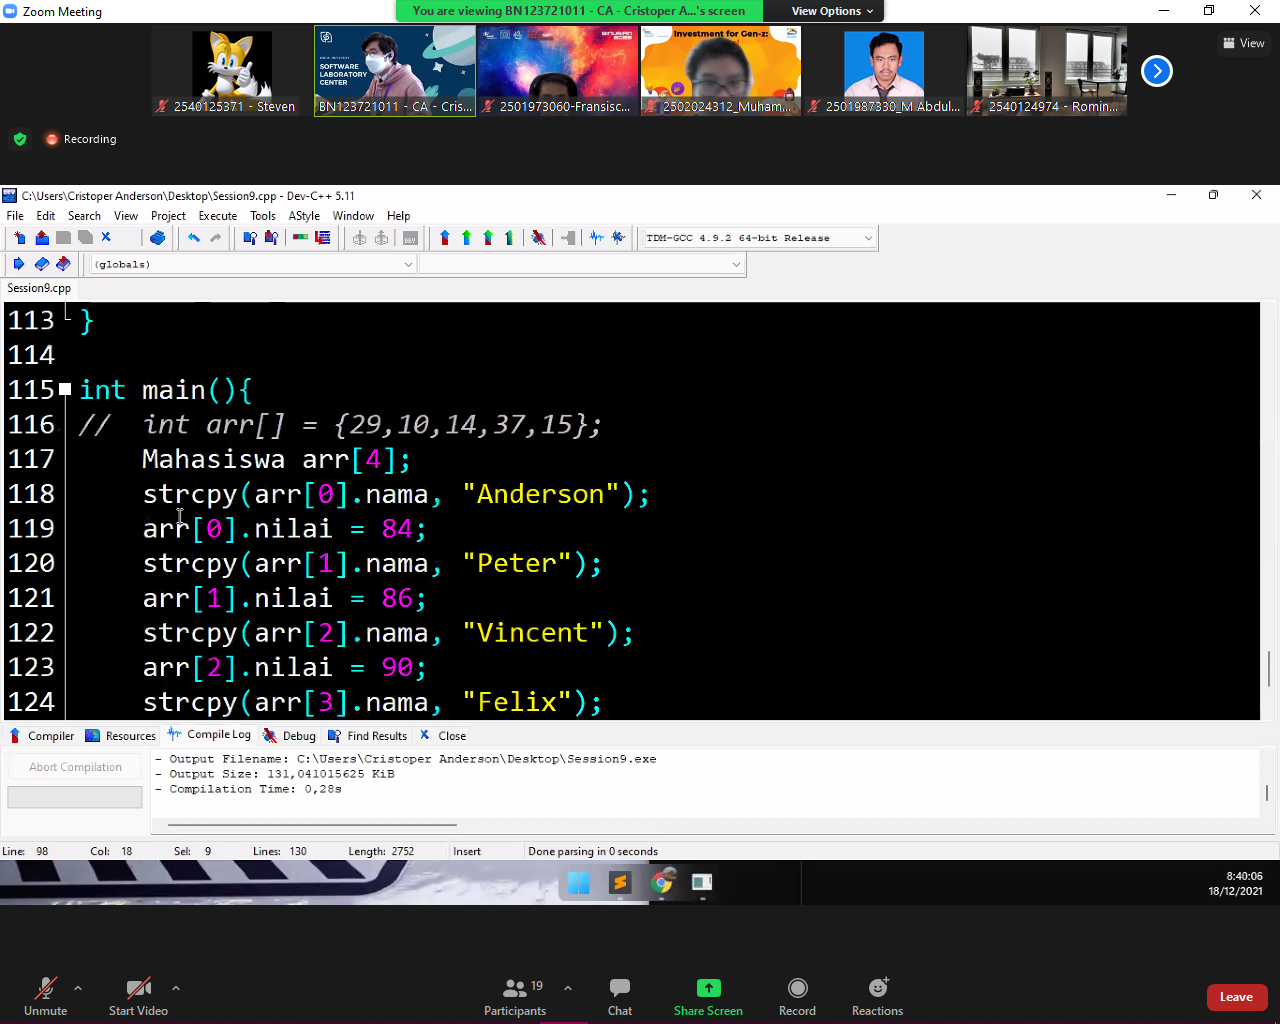 Zoom Meeting
You are viewing BN123721011 - CA - Cristoper A...'s screen
View Options
View
SOFTWARE
LABORATORY
CENTER
Investment for Gen-z:
2540125371 - Steven
BN123721011 - CA - Cris...
2501973060-Fransisc...
2502024312_Muham...
2501987330_M Abdul...
2540124974 - Romin...
Recording
C:\Users\Cristoper Anderson\Desktop\Session9.cpp - Dev-C++ 5.11
File Edit Search View Project Execute Tools AStyle Window Help
TDM-GCC 4.9.2 64-bit Release
(globals)
Session9.cpp
113 }
114
115 int main(){
116 // int arr[] = {29,10,14,37,15};
117 Mahasiswa arr[4];
118 strcpy(arr[0].nama, "Anderson");
119 arr[0].nilai = 84;
120 strcpy(arr[1].nama, "Peter");
121 arr[1].nilai = 86;
122 strcpy(arr[2].nama, "Vincent");
123 arr[2].nilai = 90;
124 strcpy(arr[3].nama, "Felix");
Compiler Resources Compile Log Debug Find Results Close
Abort Compilation
- Output Filename: C:\Users\Cristoper Anderson\Desktop\Session9.exe
- Output Size: 131,041015625 KiB
- Compilation Time: 0,28s
Line: 98 Col: 18 Sel: 9 Lines: 130 Length: 2752 Insert Done parsing in 0 seconds
8:40:06
18/12/2021
19
Unmute Start Video Participants Chat Share Screen Record Reactions Leave